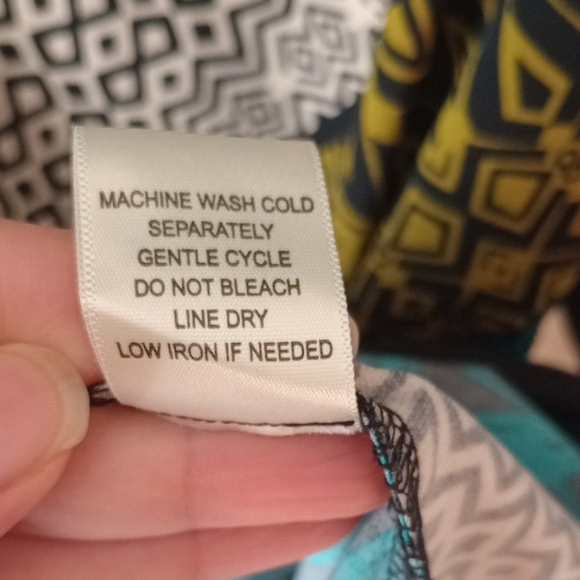 MACHINE WASH COLD
SEPARATELY
GENTLE CYCLE
DO NOT BLEACH
LINE DRY
LOW IRON IF NEEDED